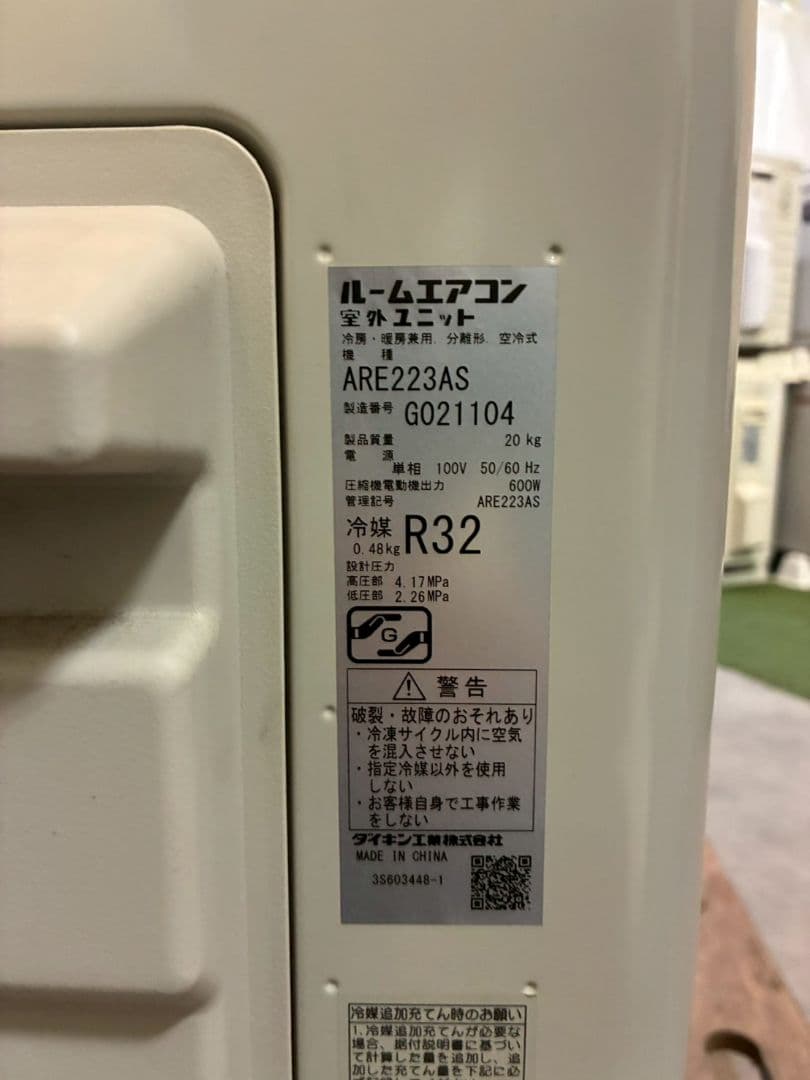 ルームエアコン
室外ユニット
冷房・暖房兼用. 分離形. 空冷式
機 種
ARE223AS
製造番号 G021104
製品質量 20 kg
電 源
単相 100V 50/60 Hz
圧縮機電動機出力 600W
管理記号 ARE223AS
冷媒 R32
0.48kg
設計圧力
高圧部 4.17MPa
低圧部 2.26MPa
G
警告
破裂・故障のおそれあり
・冷凍サイクル内に空気
を混入させない
・指定冷媒以外を使用
しない
・お客様自身で工事作業
をしない
ダイキン工業株式会社
MADE IN CHINA
3S603448-1
冷媒追加充てん時のお願い
1.冷媒追加充てんが必要な
場合、据付説明書に基づい
て計算した量を追加し、追
加した充てん量を下記に必